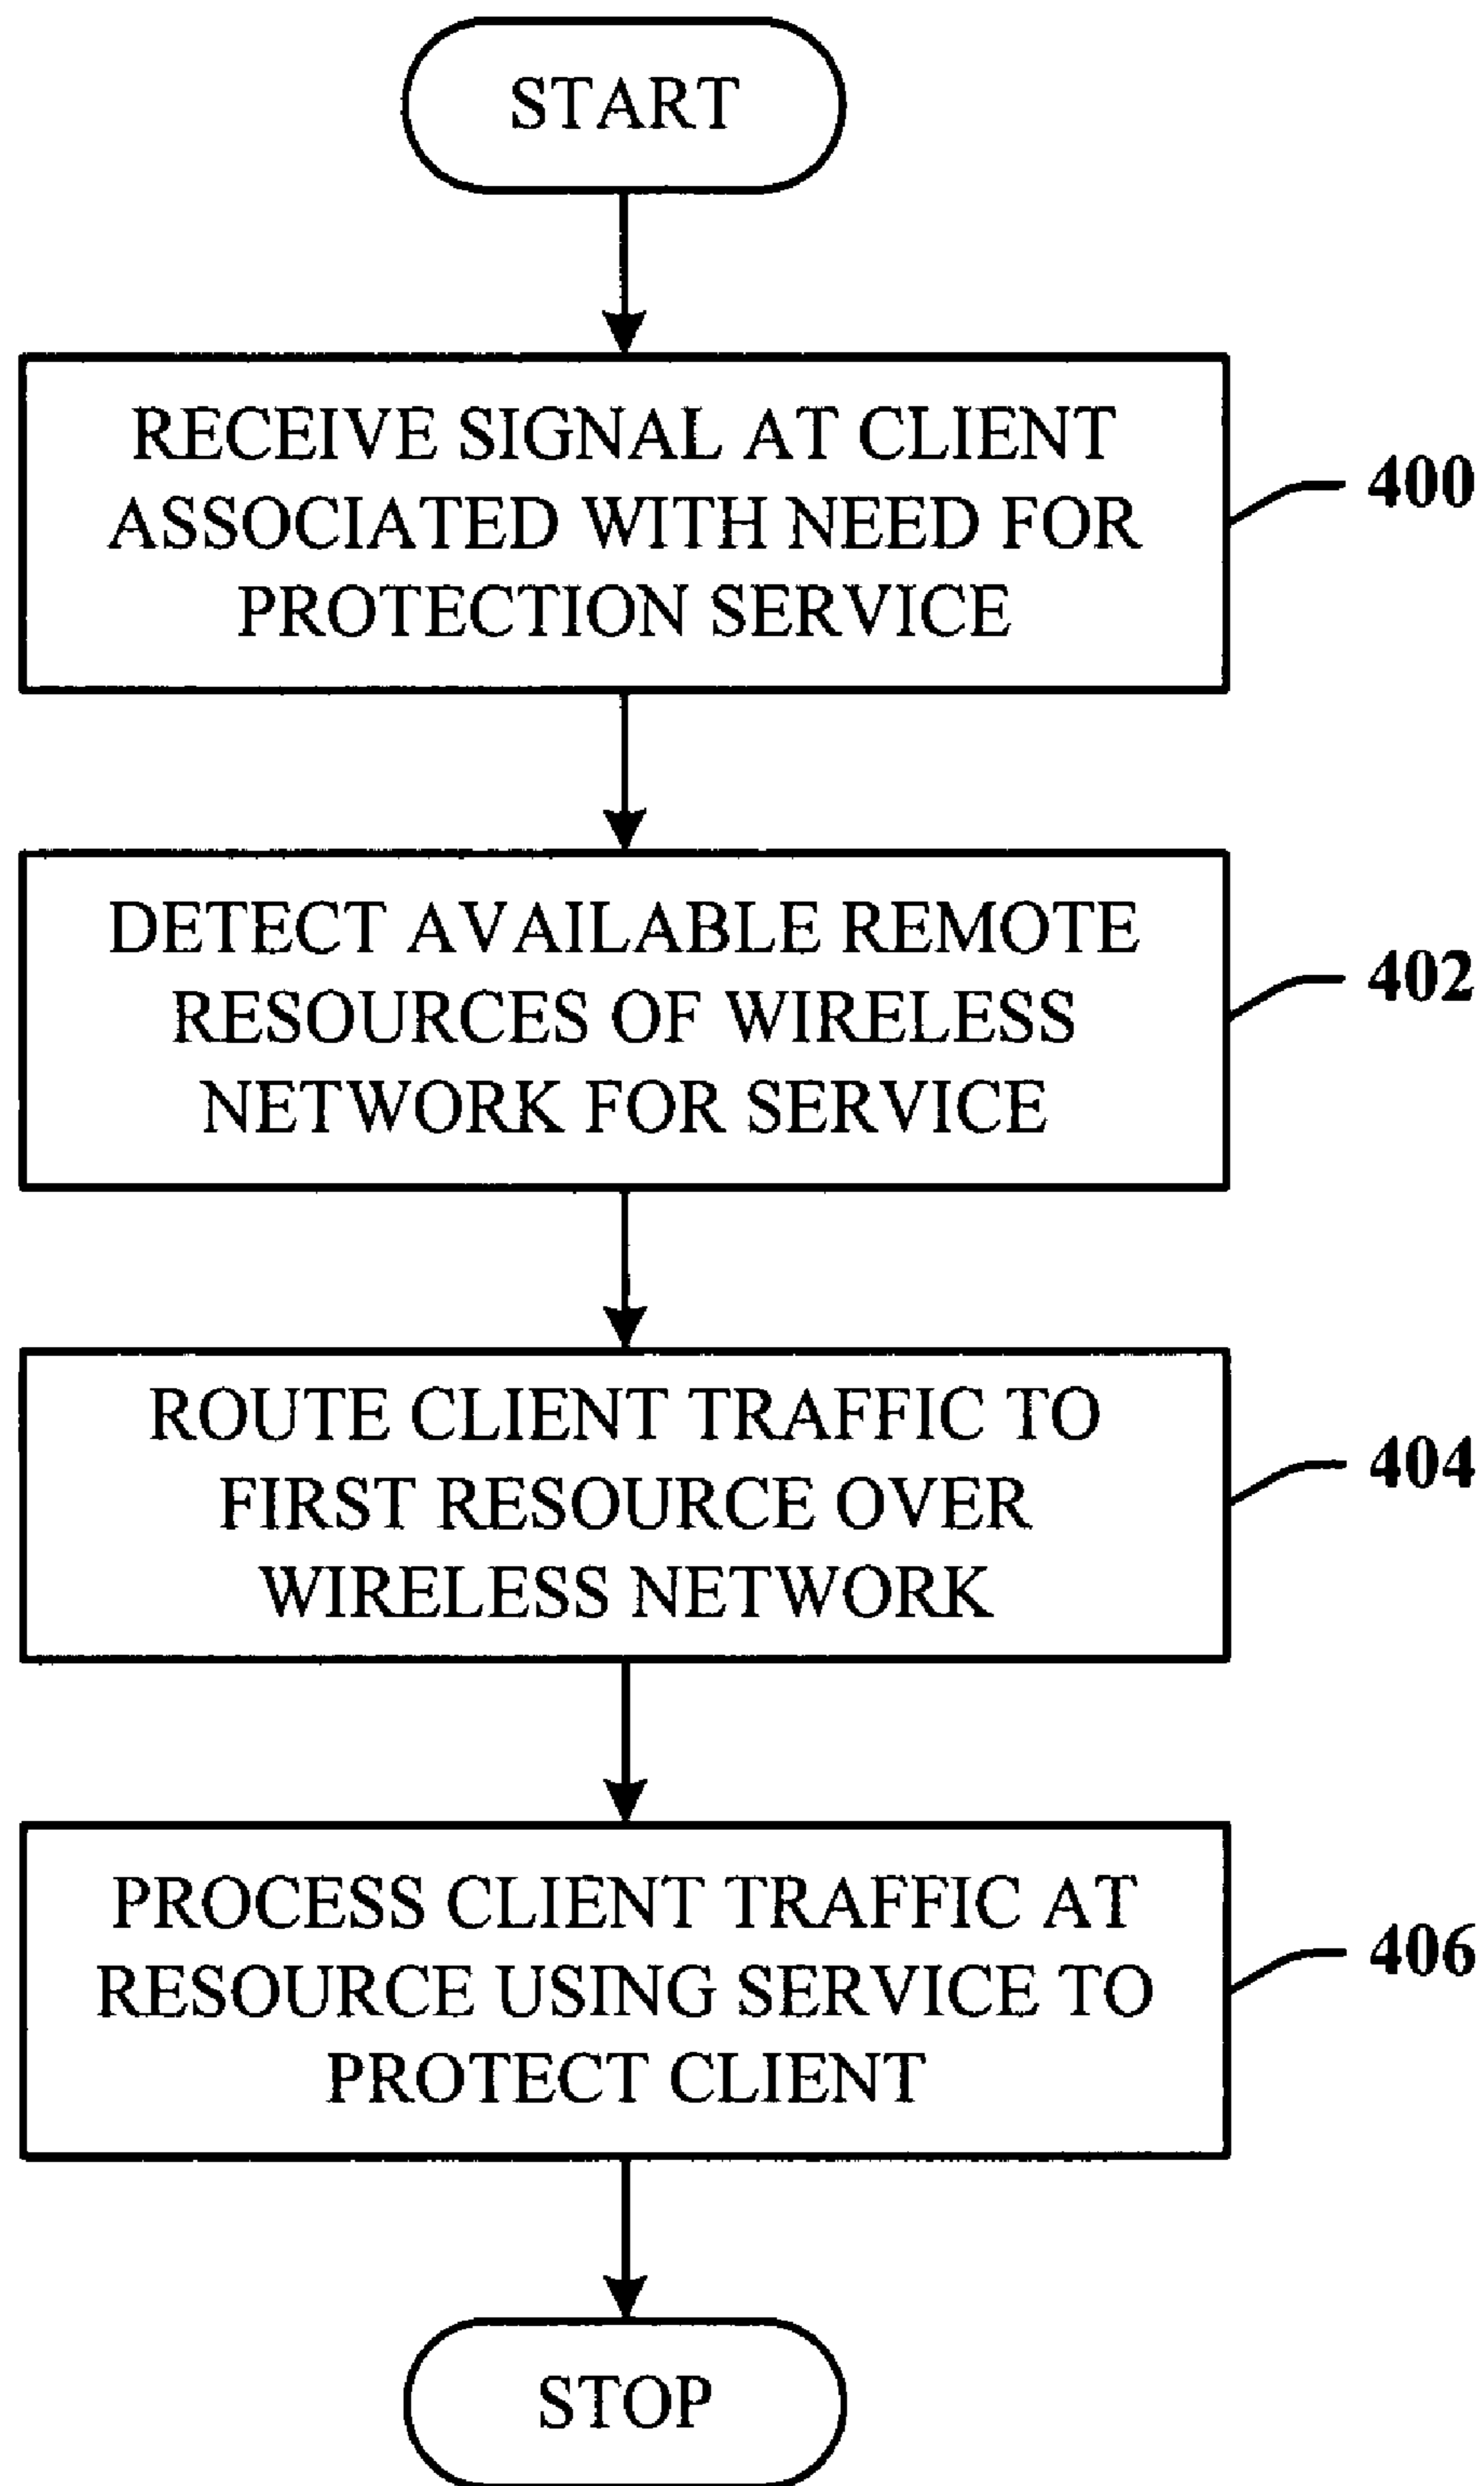 START
RECEIVE SIGNAL AT CLIENT
ASSOCIATED WITH NEED FOR
PROTECTION SERVICE
400
DETECT AVAILABLE REMOTE
RESOURCES OF WIRELESS
NETWORK FOR SERVICE
402
ROUTE CLIENT TRAFFIC TO
FIRST RESOURCE OVER
WIRELESS NETWORK
404
PROCESS CLIENT TRAFFIC AT
RESOURCE USING SERVICE TO
PROTECT CLIENT
406
STOP